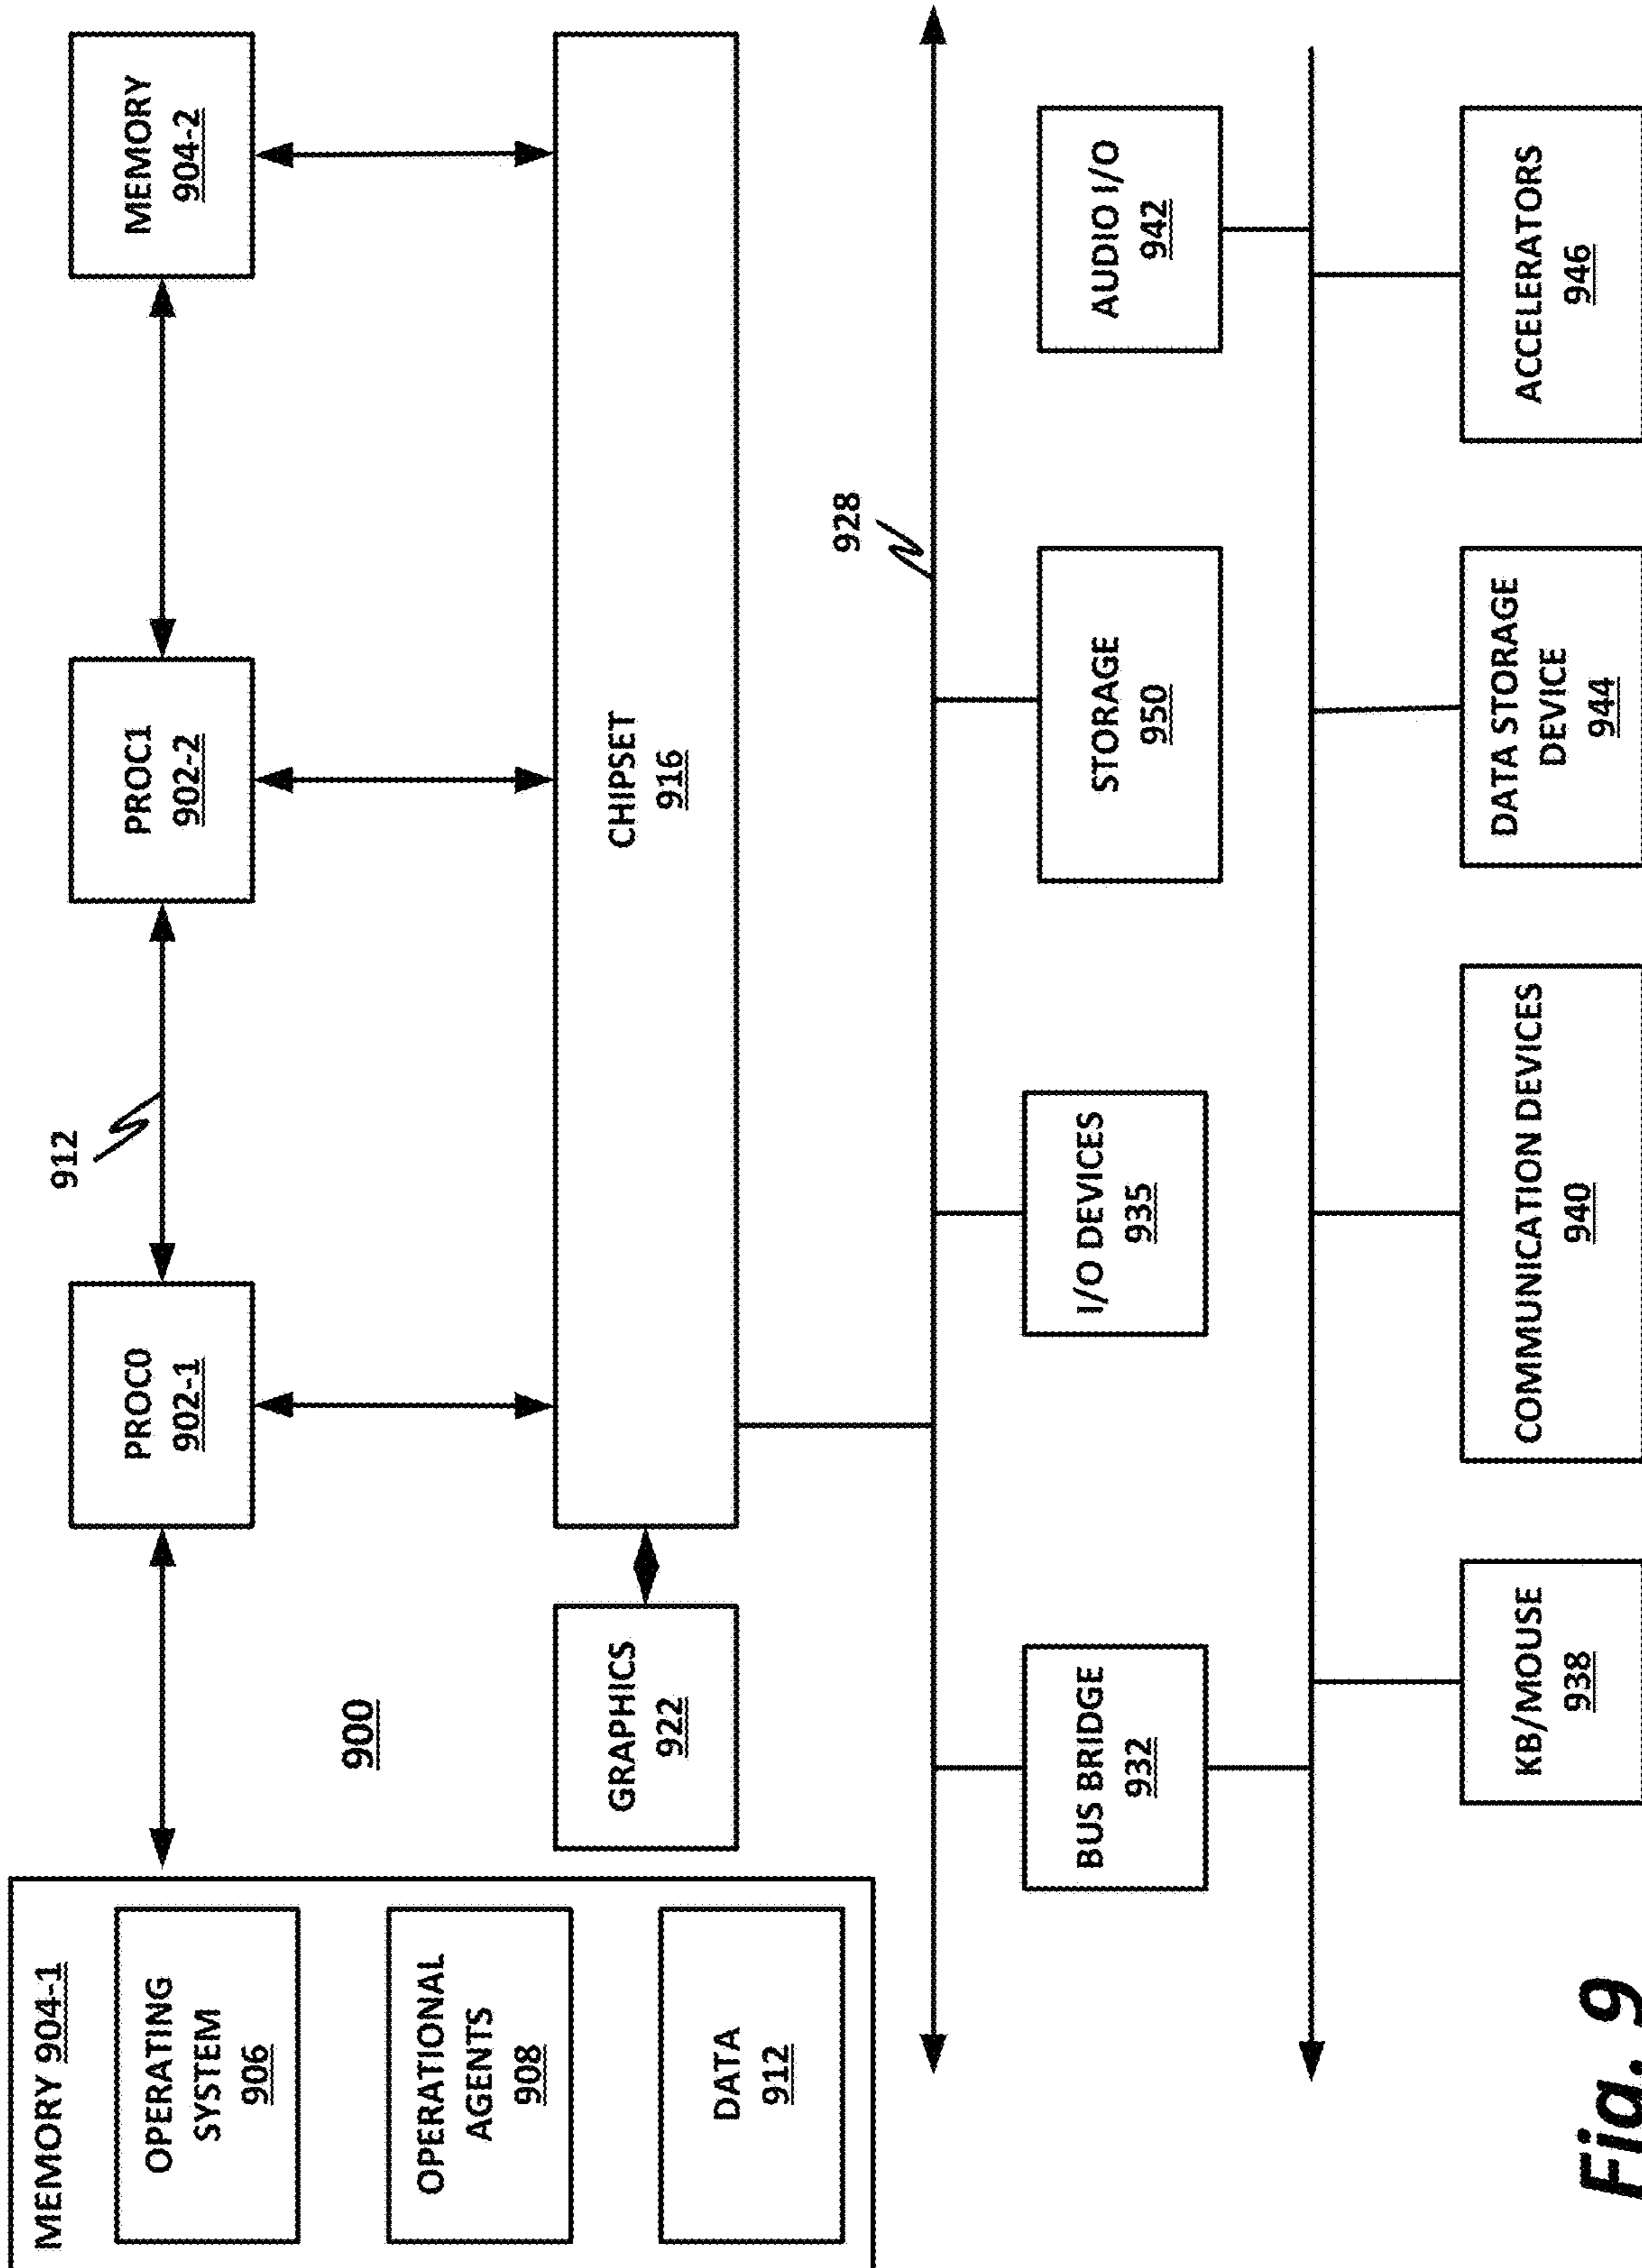 MEMORY 904-1
OPERATING
SYSTEM
906
OPERATIONAL
AGENTS
908
DATA
912
PROC0
902-1
912
PROC1
902-2
MEMORY
904-2
900
GRAPHICS
922
CHIPSET
916
928
BUS BRIDGE
932
I/O DEVICES
935
STORAGE
950
AUDIO I/O
942
KB/MOUSE
938
COMMUNICATION DEVICES
940
DATA STORAGE
DEVICE
944
ACCELERATORS
946
Fig. 9